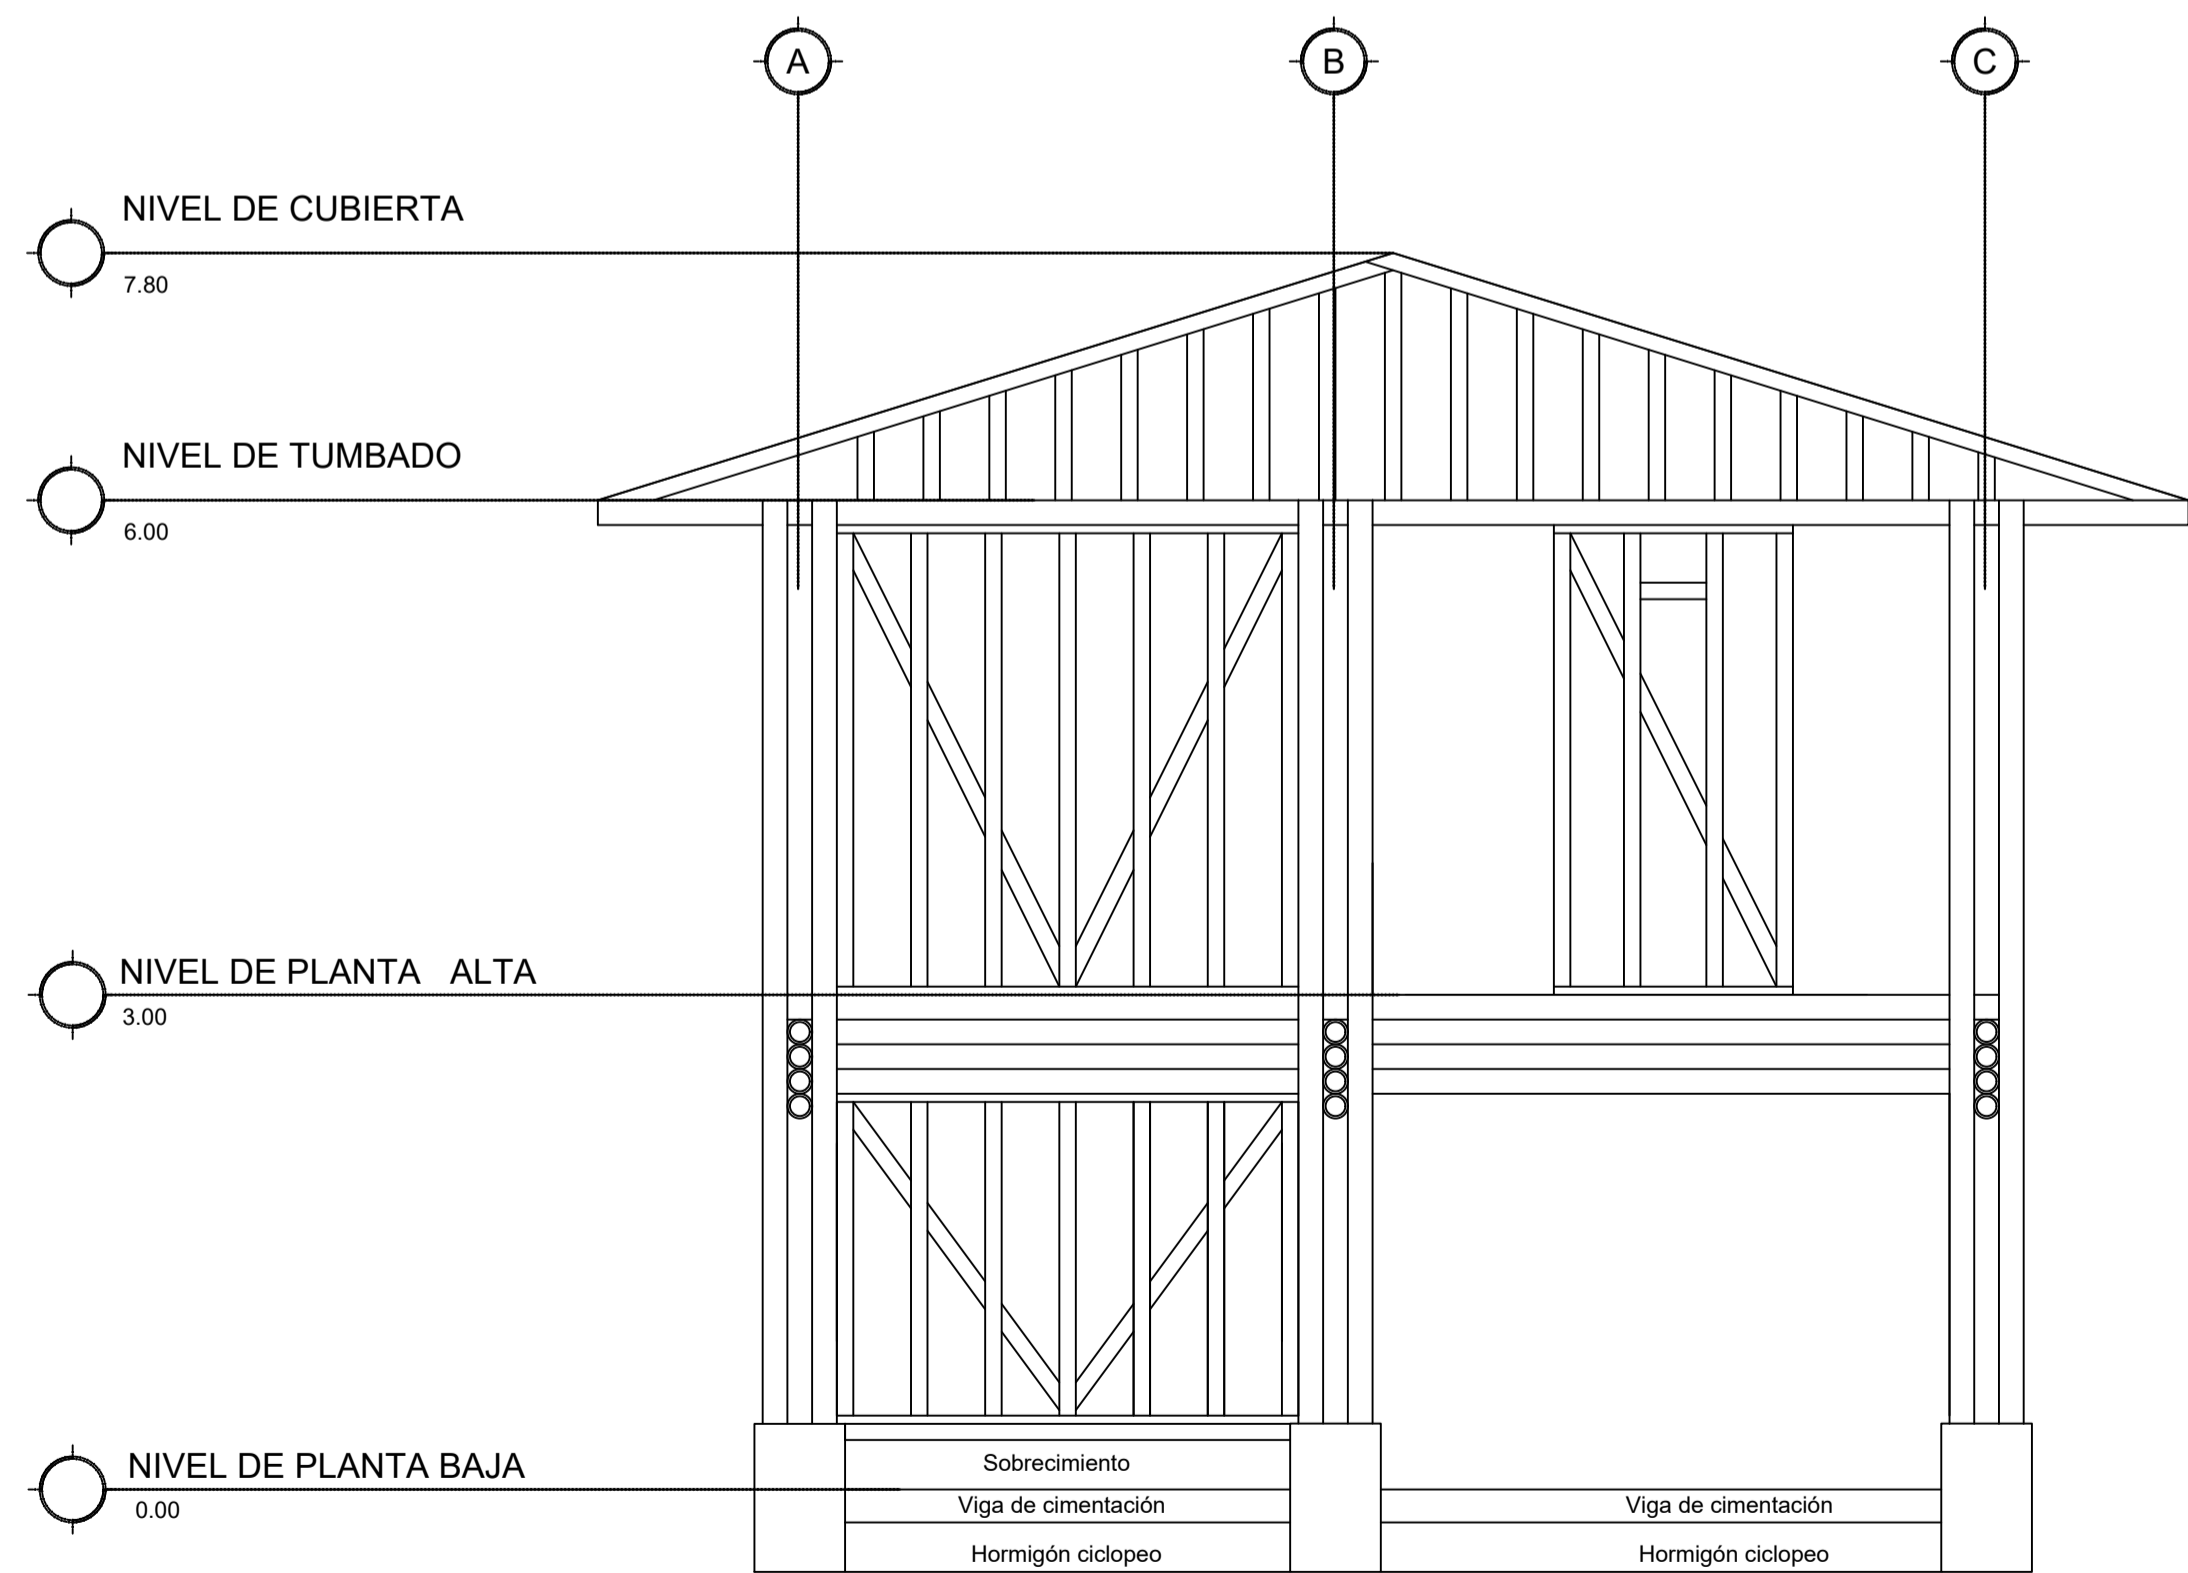 A
B
C
NIVEL DE CUBIERTA
7.80
NIVEL DE TUMBADO
6.00
NIVEL DE PLANTA ALTA
3.00
NIVEL DE PLANTA BAJA
0.00
Sobrecimiento
Viga de cimentación
Viga de cimentación
Hormigón ciclopeo
Hormigón ciclopeo